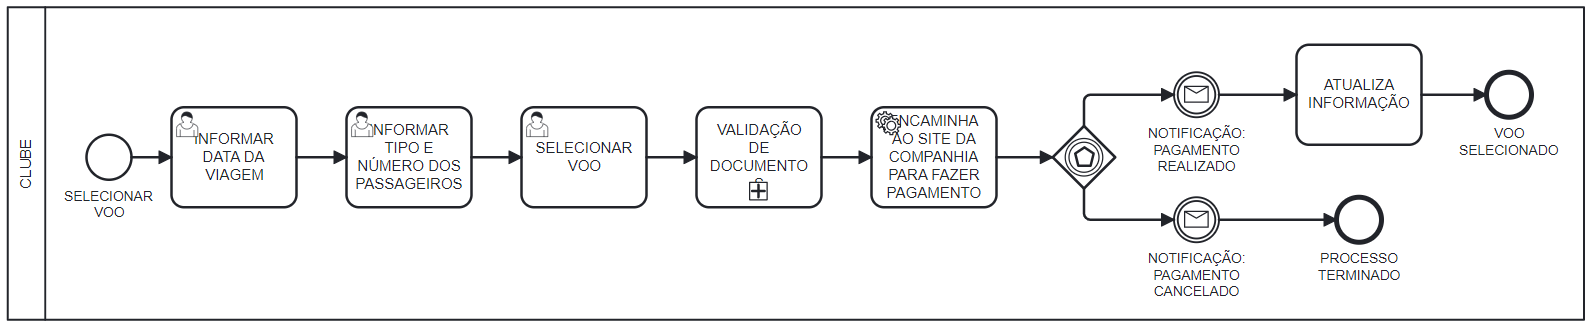 CLUBE
SELECIONAR
VOO
INFORMAR
DATA DA
VIAGEM
INFORMAR
TIPO E
NÚMERO DOS
PASSAGEIROS
SELECIONAR
VOO
VALIDAÇÃO
DE
DOCUMENTO
ENCAMINHA
AO SITE DA
COMPANHIA
PARA FAZER
PAGAMENTO
NOTIFICAÇÃO:
PAGAMENTO
REALIZADO
ATUALIZA
INFORMAÇÃO
VOO
SELECIONADO
NOTIFICAÇÃO:
PAGAMENTO
CANCELADO
PROCESSO
TERMINADO